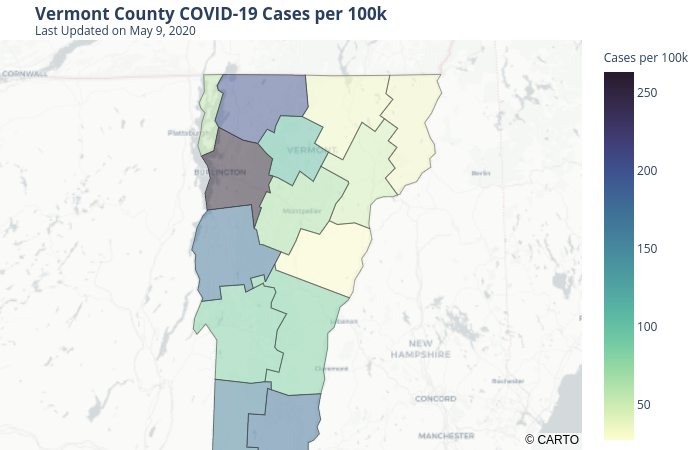 Vermont County COVID-19 Cases per 100k
Last Updated on May 9, 2020
Cases per 100k
CORNWALL
250
Plattsburgh
VERMONT
BURLINGTON
Berlin
200
Montpelier
150
Lebanon
100
NEW
HAMPSHIRE
Claremont
Rochester
CONCORD
50
MANCHESTER
© CARTO